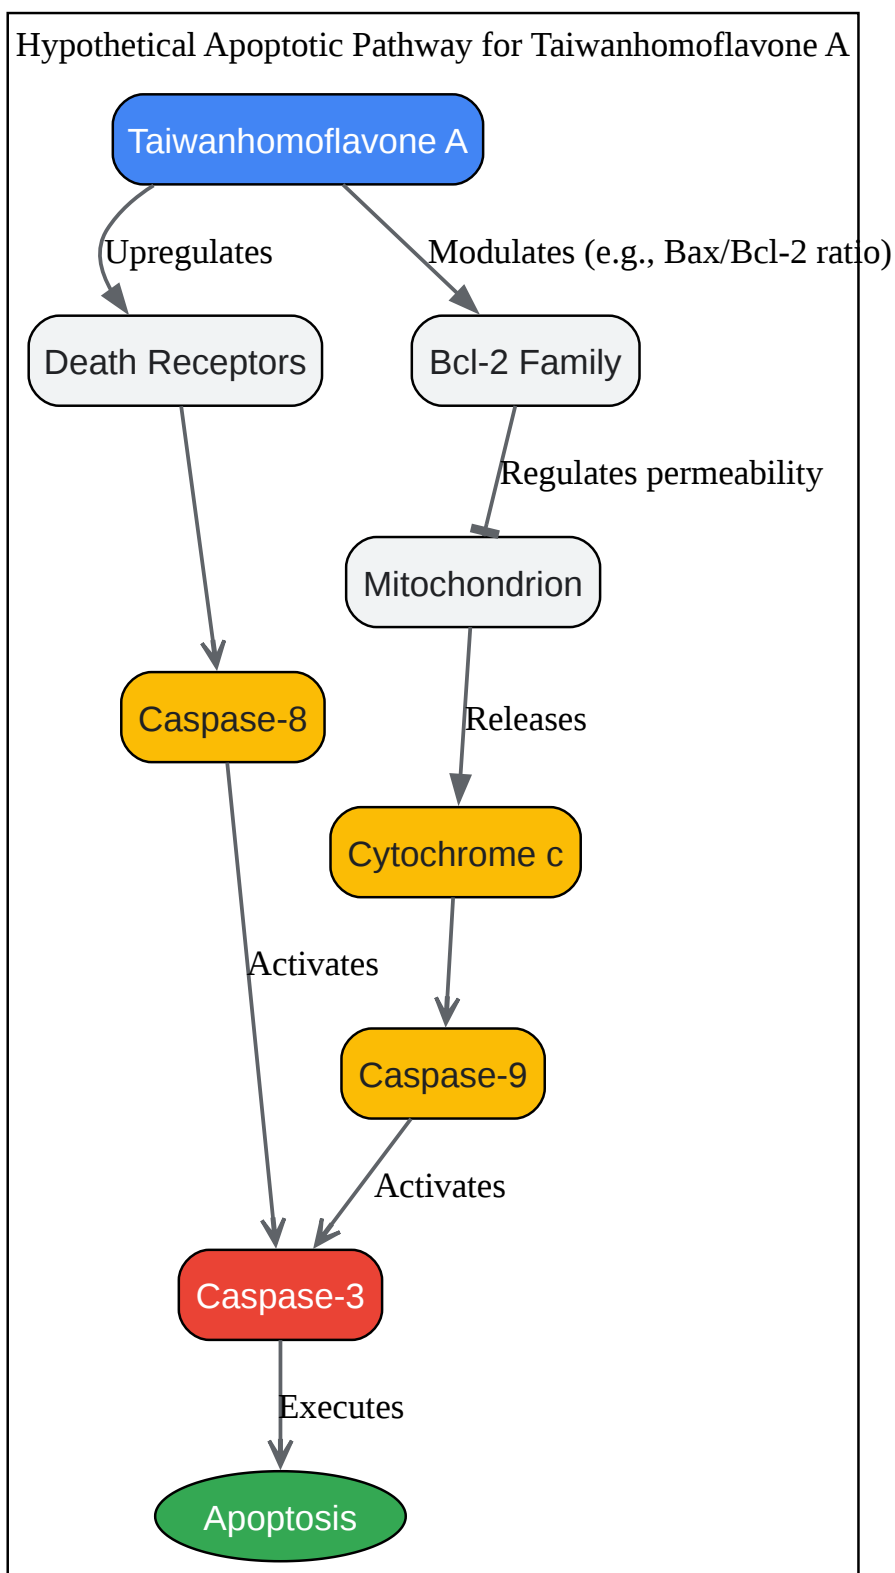 Hypothetical Apoptotic Pathway for Taiwanhomoflavone A
Taiwanhomoflavone A
Upregulates
Modulates (e.g., Bax/Bcl-2 ratio)
Death Receptors
Bcl-2 Family
Regulates permeability
Mitochondrion
Caspase-8
Releases
Cytochrome c
Activates
Caspase-9
Activates
Caspase-3
Executes
Apoptosis